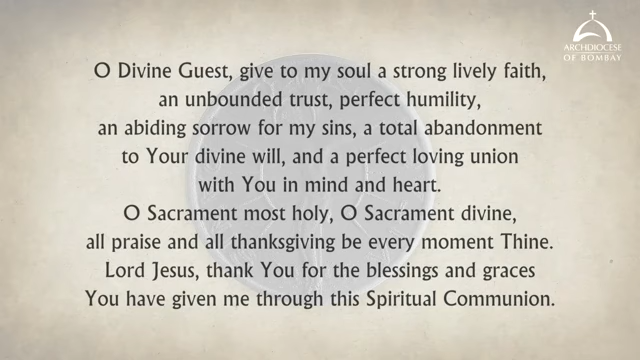 ARCHDIOCESE
OF BOMBAY
O Divine Guest, give to my soul a strong lively faith,
an unbounded trust, perfect humility,
an abiding sorrow for my sins, a total abandonment
to Your divine will, and a perfect loving union
with You in mind and heart.
O Sacrament most holy, O Sacrament divine,
all praise and all thanksgiving be every moment Thine.
Lord Jesus, thank You for the blessings and graces
You have given me through this Spiritual Communion.